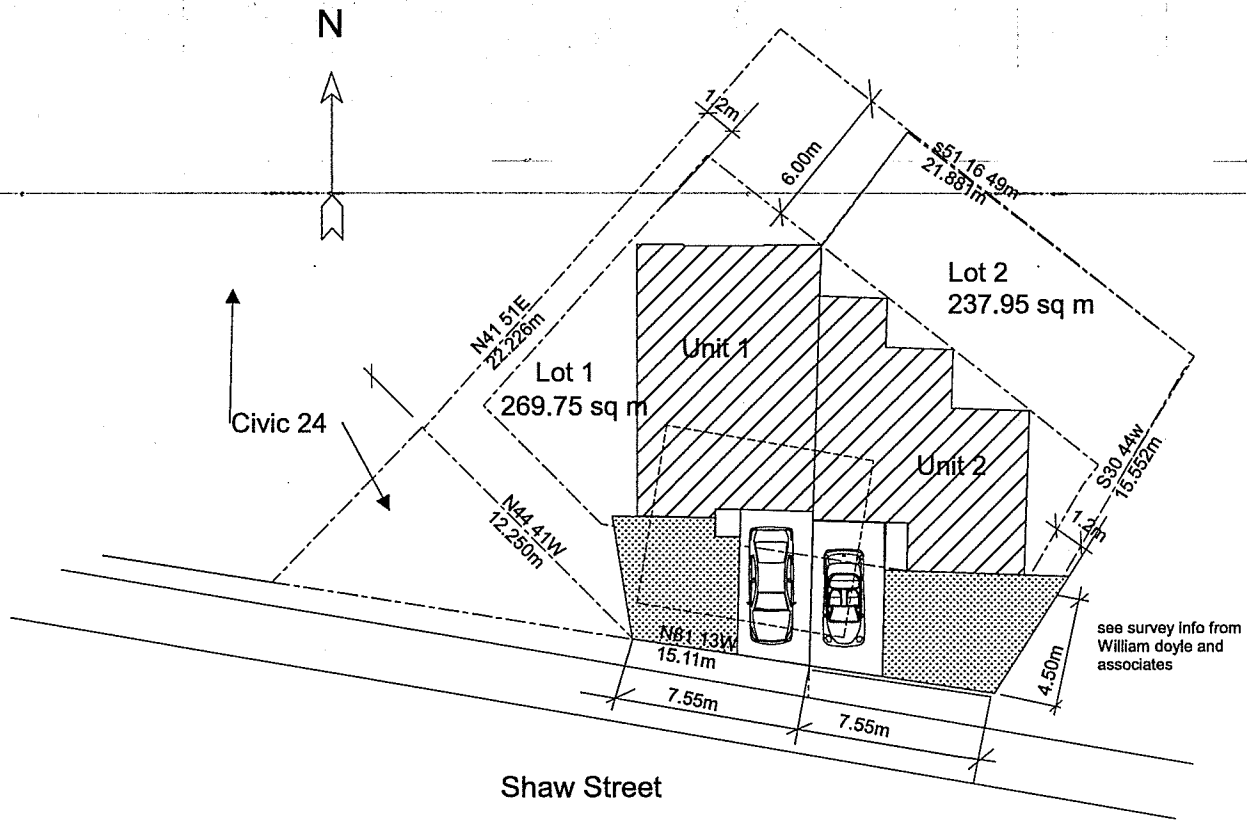 N
1.2m
6.00m
s51 16 49m
21.881m
Lot 2
237.95 sq m
N41 51E
22.226m
Unit 1
Lot 1
269.75 sq m
Civic 24
Unit 2
S30 44w
15.552m
1.2m
N44 41W
12.250m
see survey info from
William doyle and
associates
4.50m
N81 13W
15.11m
7.55m
7.55m
Shaw Street